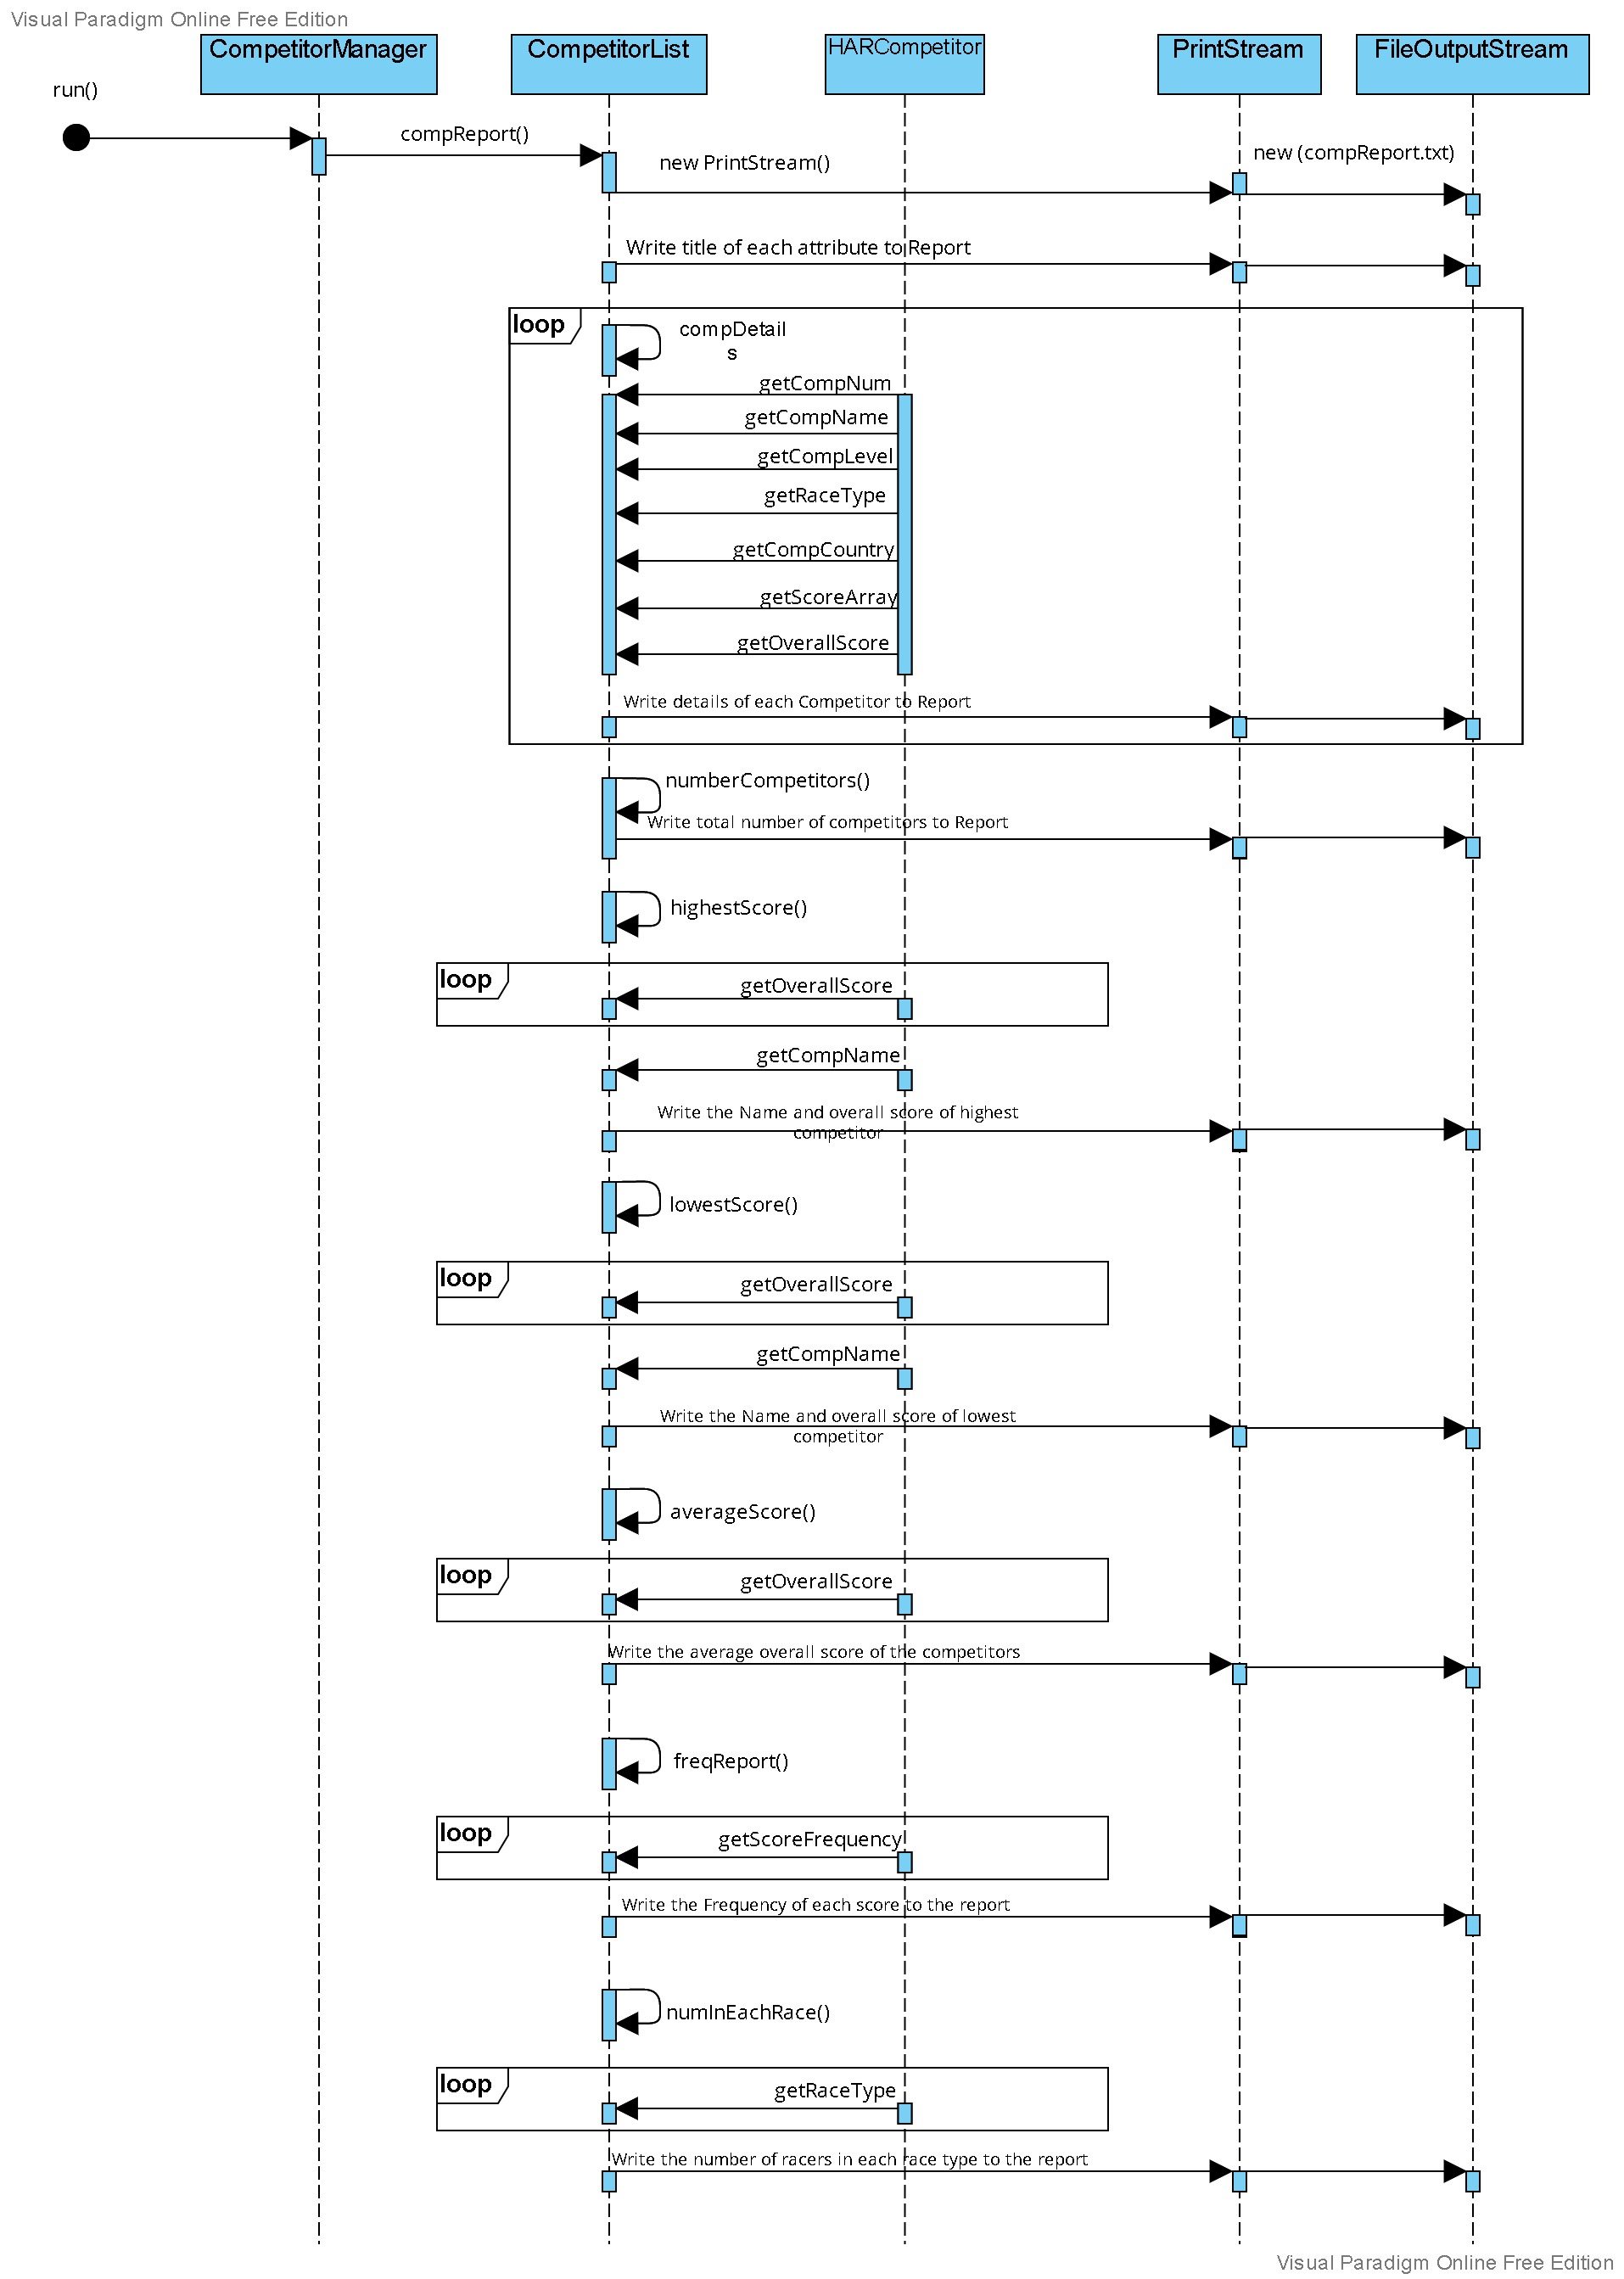 Visual Paradigm Online Free Edition
CompetitorManager
CompetitorList
HARCompetitor
PrintStream
FileOutputStream
run()
compReport()
new PrintStream()
new (compReport.txt)
Write title of each attribute to Report
loop
compDetail
s
getCompNum
getCompName
getCompLevel
getRaceType
getCompCountry
getScoreArray
getOverallScore
Write details of each Competitor to Report
numberCompetitors()
Write total number of competitors to Report
highestScore()
loop
getOverallScore
getCompName
Write the Name and overall score of highest
competitor
lowestScore()
loop
getOverallScore
getCompName
Write the Name and overall score of lowest
competitor
averageScore()
loop
getOverallScore
Write the average overall score of the competitors
freqReport()
loop
getScoreFrequency
Write the Frequency of each score to the report
numInEachRace()
loop
getRaceType
Write the number of racers in each race type to the report
Visual Paradigm Online Free Edition